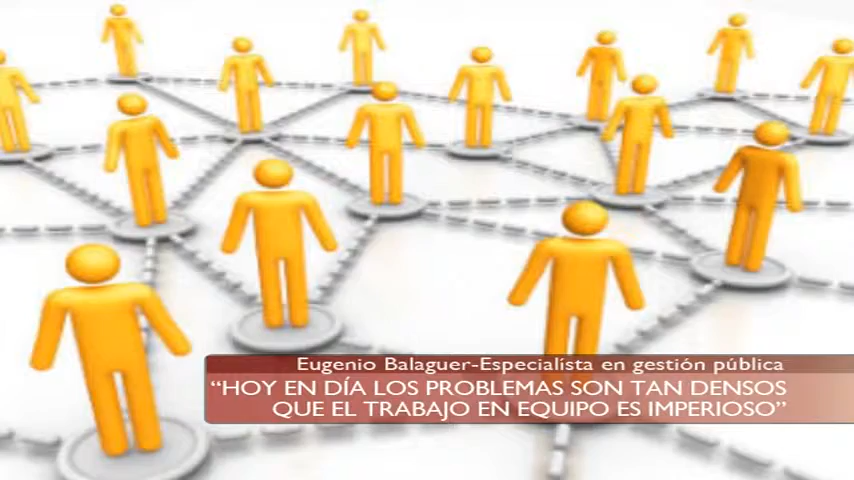 Eugenio Balaguer-Especialista en gestión pública
“HOY EN DÍA LOS PROBLEMAS SON TAN DENSOS
QUE EL TRABAJO EN EQUIPO ES IMPERIOSO”